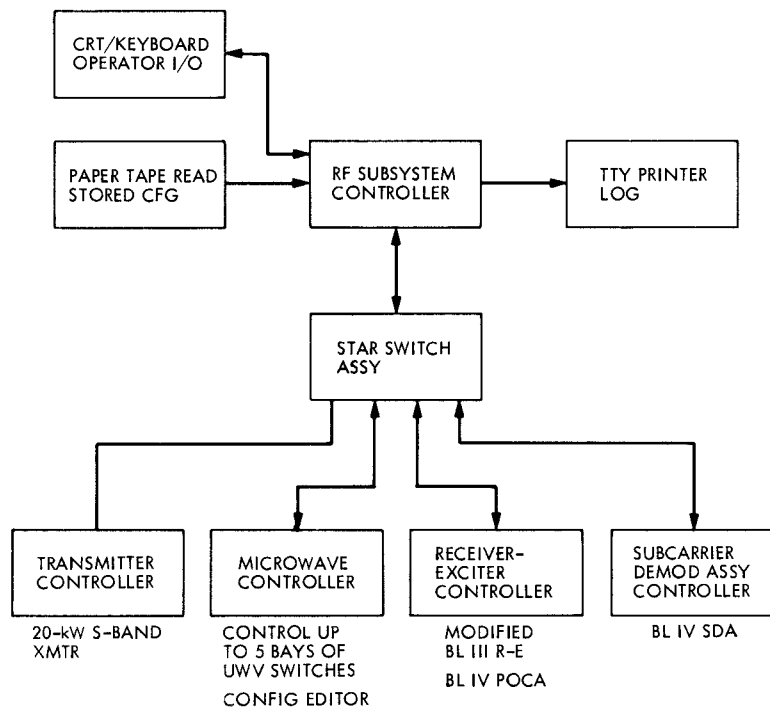 CRT/KEYBOARD
OPERATOR I/O
PAPER TAPE READ
STORED CFG
RF SUBSYSTEM
CONTROLLER
TTY PRINTER
LOG
STAR SWITCH
ASSY
TRANSMITTER
CONTROLLER
20-kW S-BAND
XMTR
MICROWAVE
CONTROLLER
CONTROL UP
TO 5 BAYS OF
UWV SWITCHES
CONFIG EDITOR
RECEIVER-
EXCITER
CONTROLLER
MODIFIED
BL III R-E
BL IV POCA
SUBCARRIER
DEMOD ASSY
CONTROLLER
BL IV SDA